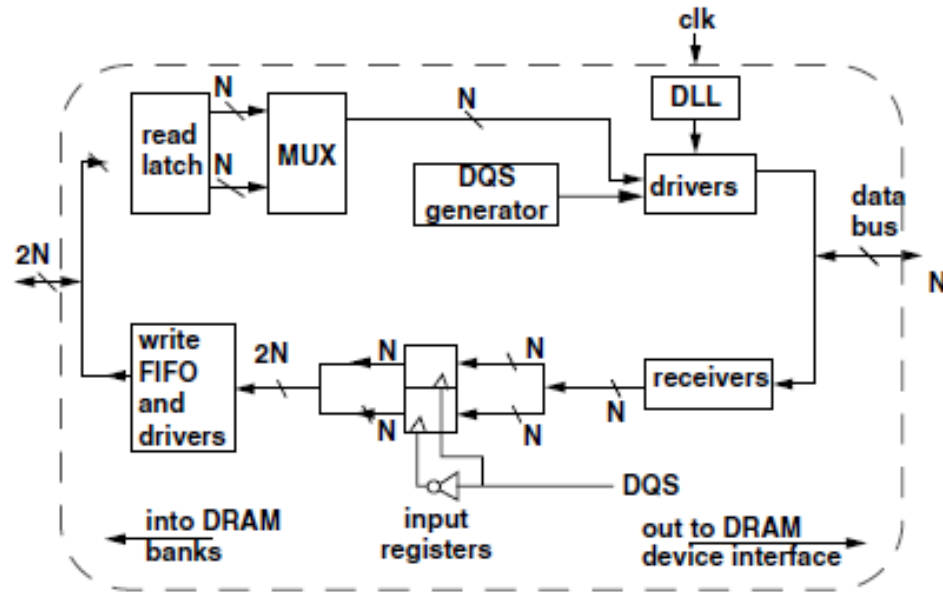 clk
DLL
read
latch
N
N
MUX
N
DQS
generator
drivers
data
bus
N
2N
write
FIFO
and
drivers
2N
N
N
N
N
N
receivers
DQS
input
registers
into DRAM
banks
out to DRAM
device interface